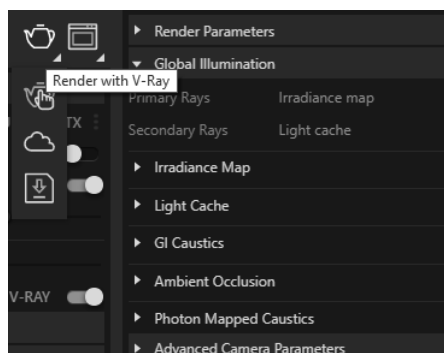 Render Parameters
Global Illumination
Render with V-Ray
Primary Rays Irradiance map
TX
Secondary Rays Light cache
Irradiance Map
Light Cache
GI Caustics
Ambient Occlusion
V-RAY
Photon Mapped Caustics
Advanced Camera Parameters